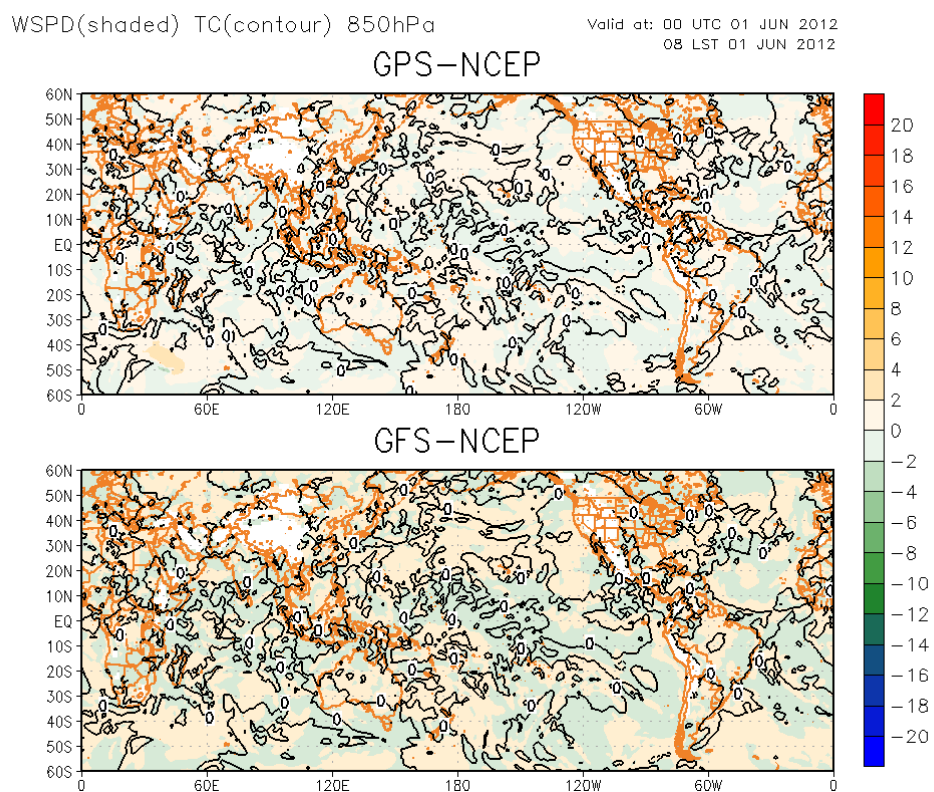 WSPD(shaded) TC(contour) 850hPa
Valid at: 00 UTC 01 JUN 2012
08 LST 01 JUN 2012
GPS-NCEP
60N
50N
40N
30N
20N
10N
EQ
10S
20S
30S
40S
50S
60S
0 60E 120E 180 120W 60W 0
GFS-NCEP
60N
50N
40N
30N
20N
10N
EQ
10S
20S
30S
40S
50S
60S
0 60E 120E 180 120W 60W 0
20
18
16
14
12
10
8
6
4
2
0
-2
-4
-6
-8
-10
-12
-14
-16
-18
-20